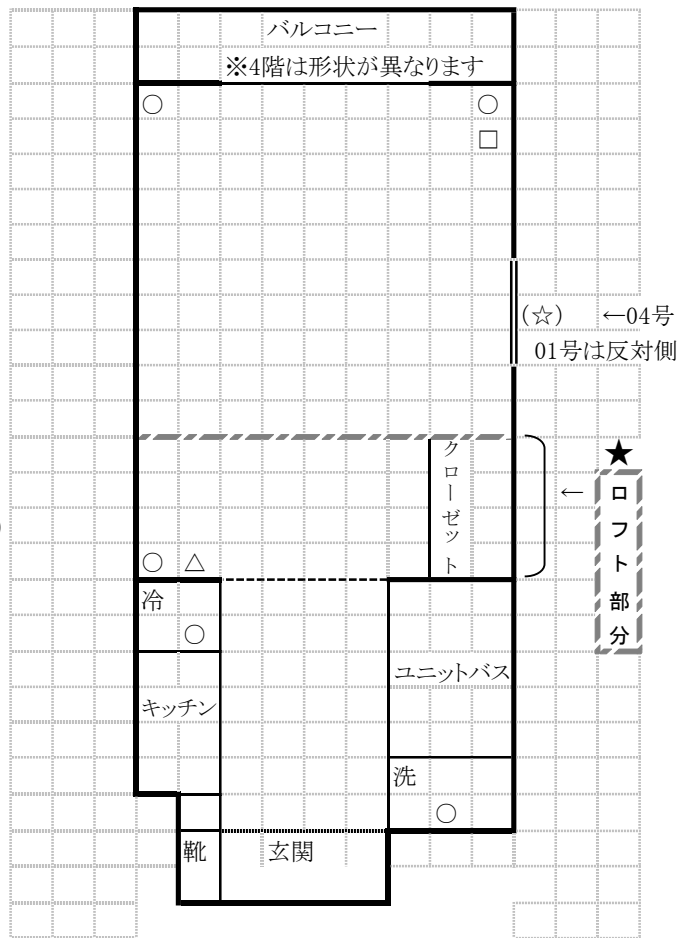 バルコニー
※4階は形状が異なります
○ ○
□
(☆) ←04号
01号は反対側
★
クローゼット
← ロフト部分
○ △
冷
○
ユニットバス
キッチン
洗
○
靴 玄関